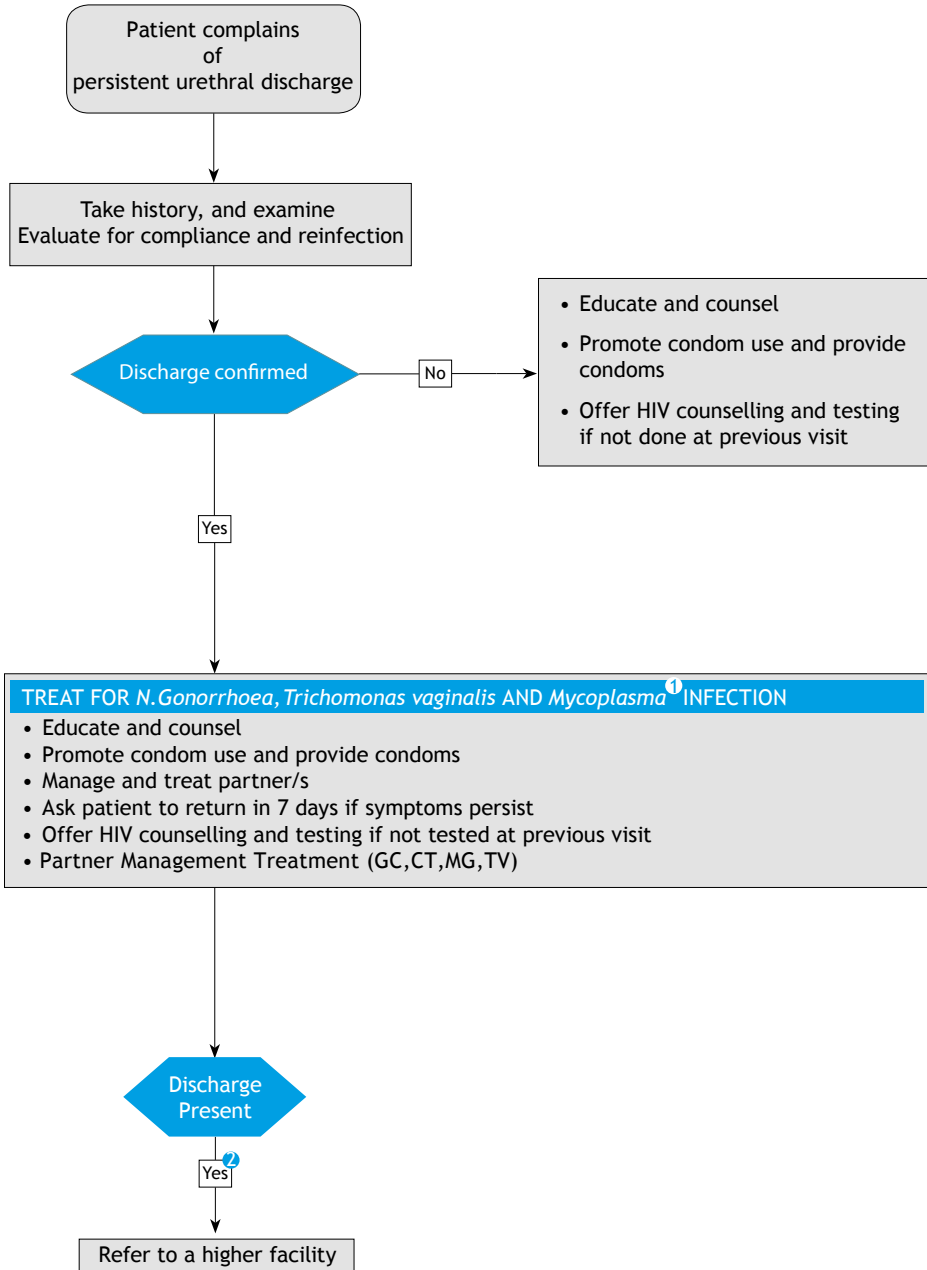 Patient complains
of
persistent urethral discharge
Take history, and examine
Evaluate for compliance and reinfection
Discharge confirmed
No
• Educate and counsel
• Promote condom use and provide
condoms
• Offer HIV counselling and testing
if not done at previous visit
Yes
TREAT FOR N.Gonorrhoea, Trichomonas vaginalis AND Mycoplasma 1 INFECTION
• Educate and counsel
• Promote condom use and provide condoms
• Manage and treat partner/s
• Ask patient to return in 7 days if symptoms persist
• Offer HIV counselling and testing if not tested at previous visit
• Partner Management Treatment (GC,CT,MG,TV)
Discharge
Present
Yes 2
Refer to a higher facility